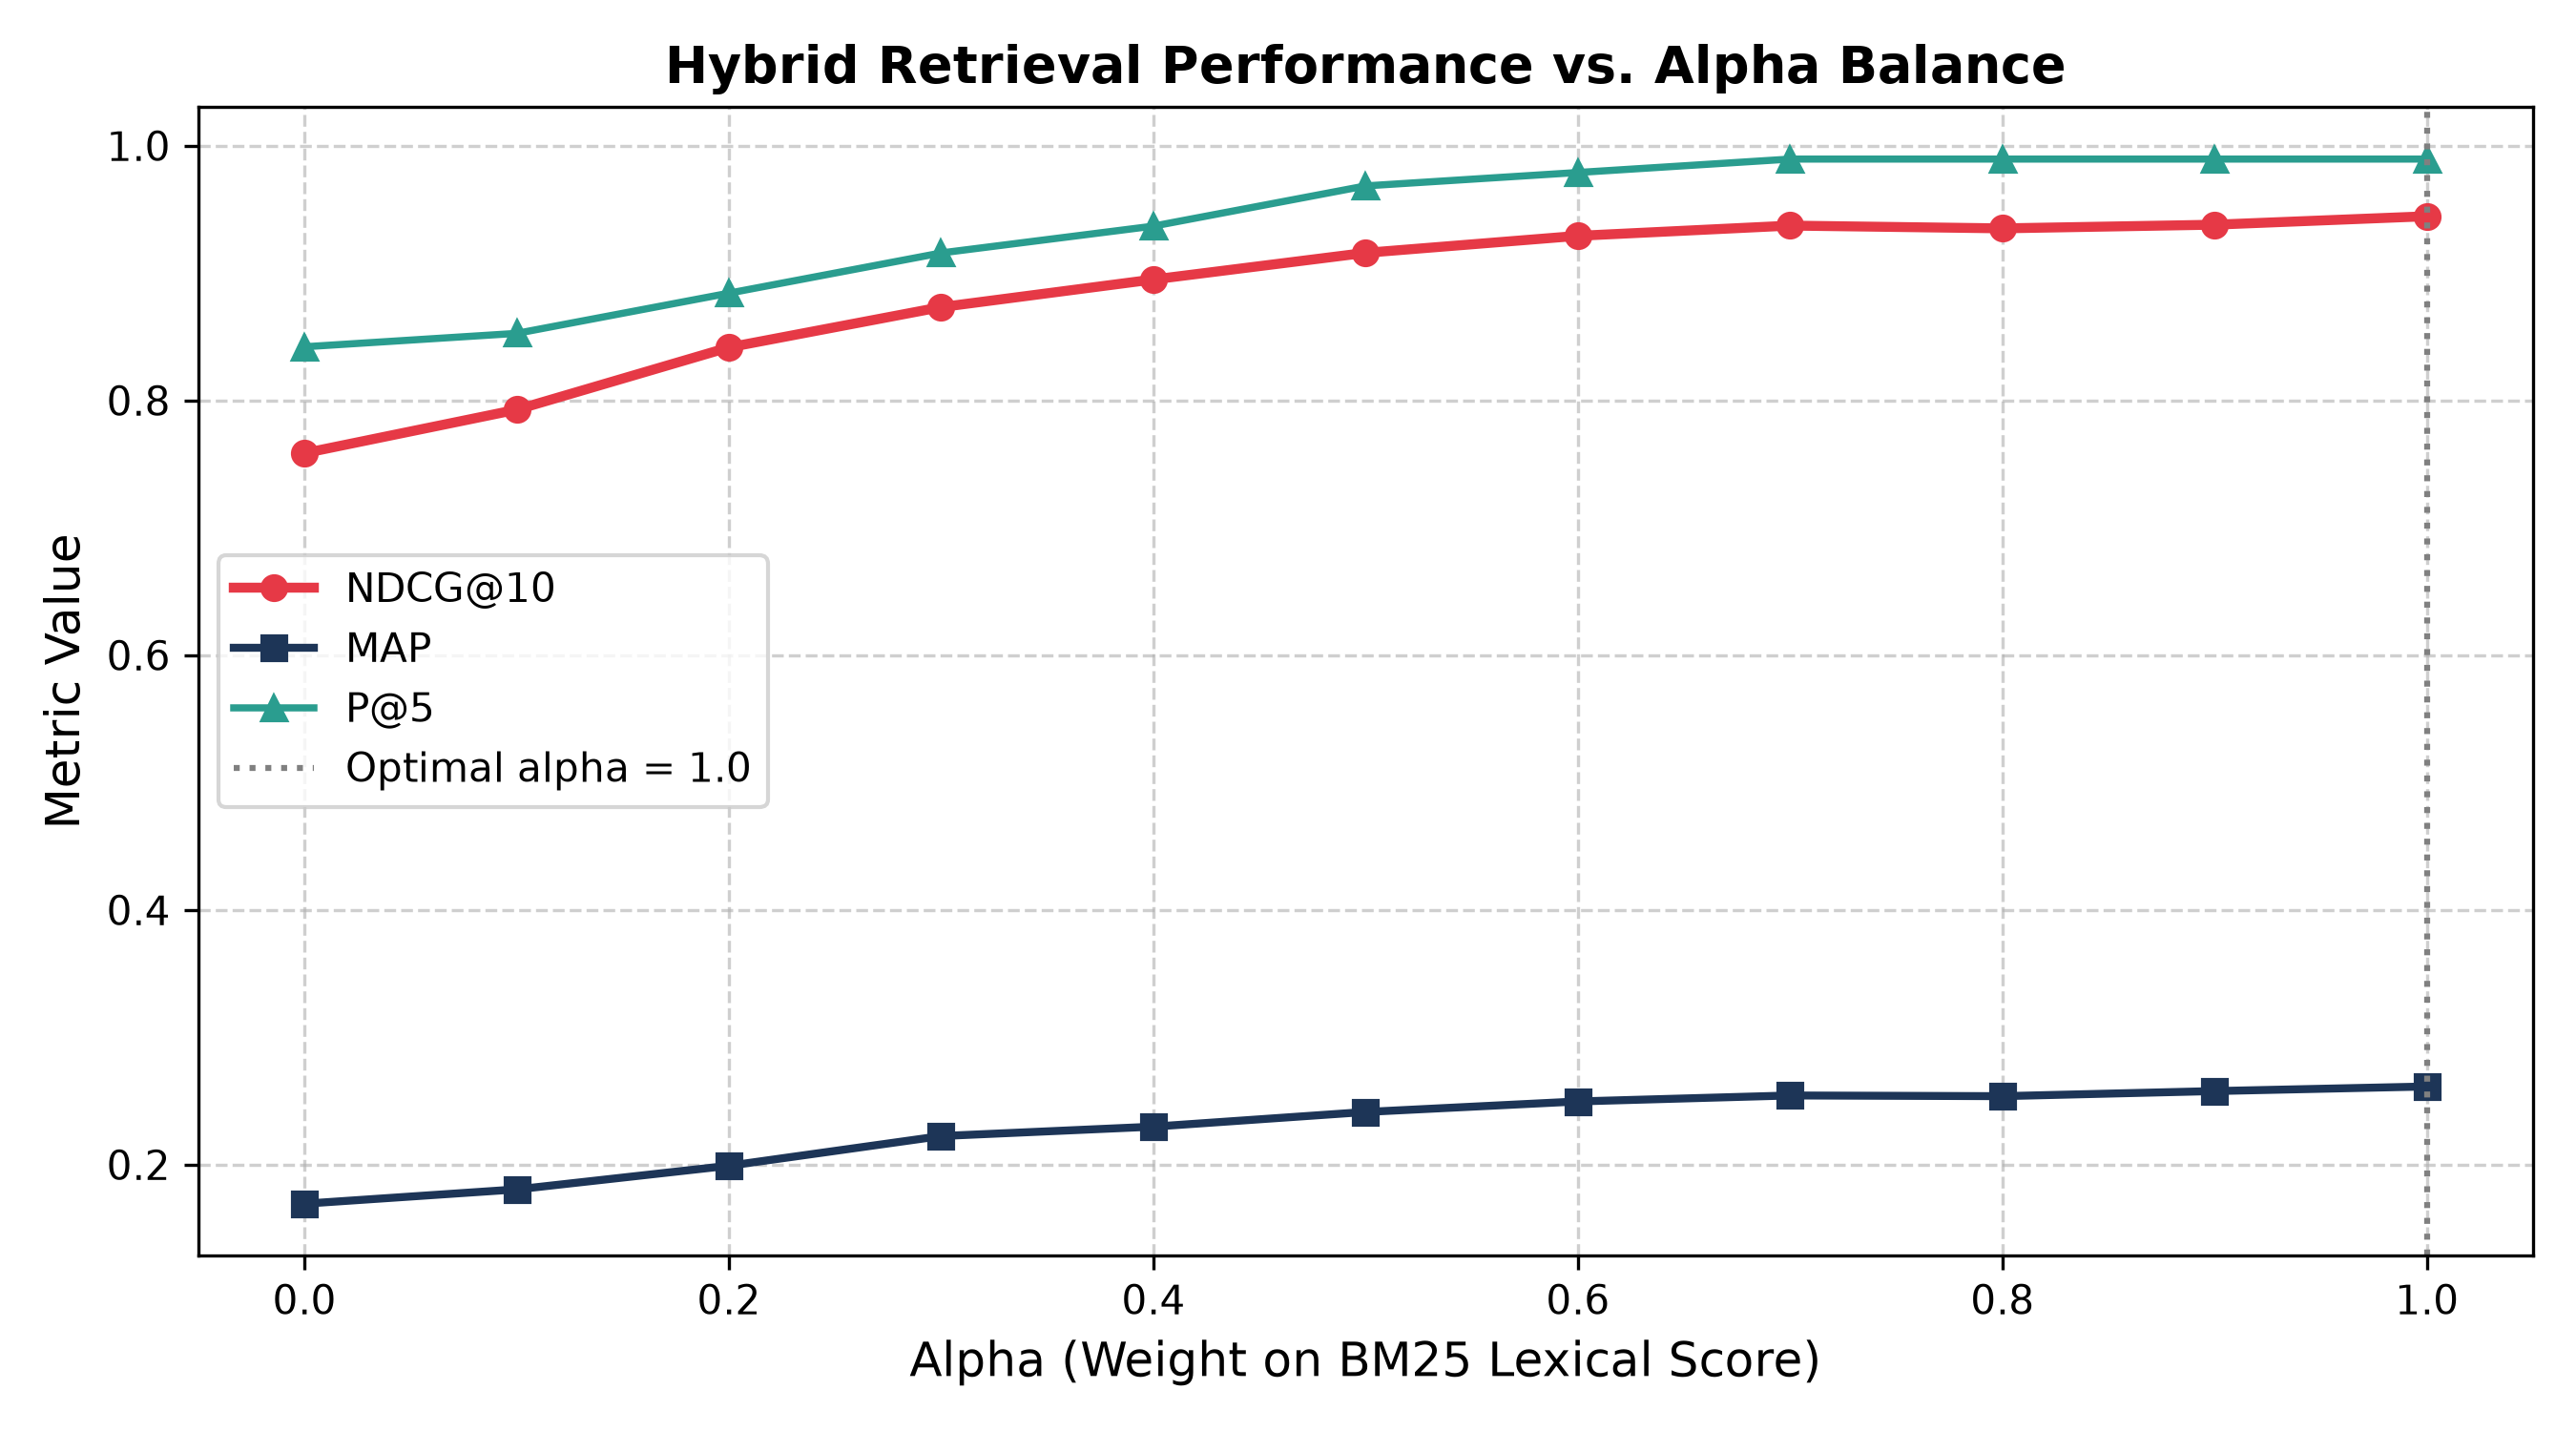 Hybrid Retrieval Performance vs. Alpha Balance
Metric Value
1.0
0.8
0.6
0.4
0.2
NDCG@10
MAP
P@5
Optimal alpha = 1.0
0.0 0.2 0.4 0.6 0.8 1.0
Alpha (Weight on BM25 Lexical Score)